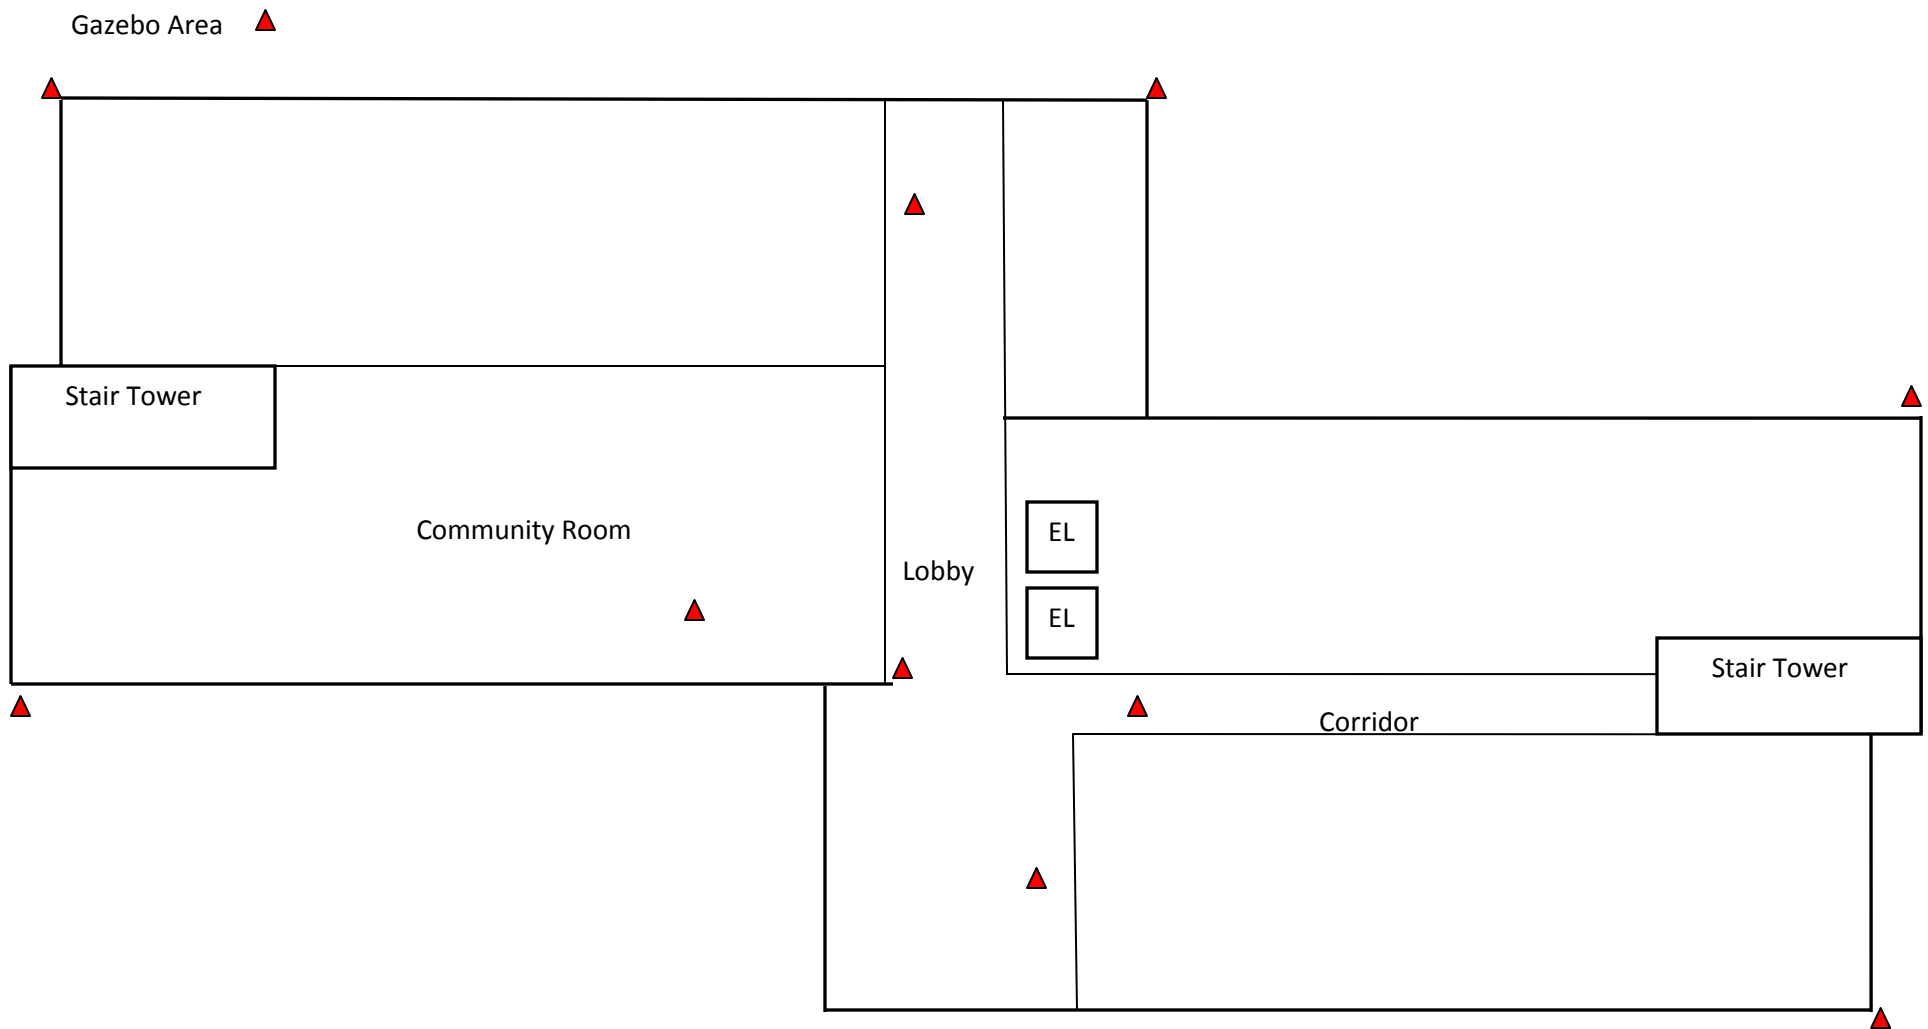 Gazebo Area
Stair Tower
Community Room
EL
Lobby
EL
Stair Tower
Corridor